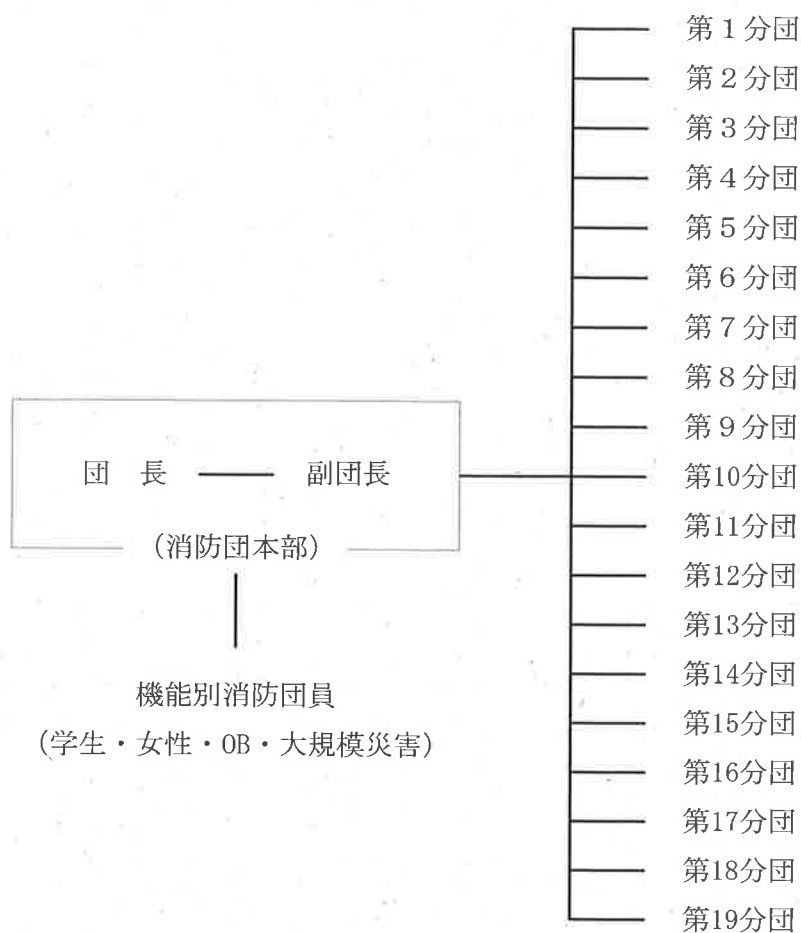 第１分団
第２分団
第３分団
第４分団
第５分団
第６分団
第７分団
第８分団
第９分団
団　長　副団長
第10分団
（消防団本部）
第11分団
第12分団
第13分団
機能別消防団員
第14分団
（学生・女性・OB・大規模災害）
第15分団
第16分団
第17分団
第18分団
第19分団